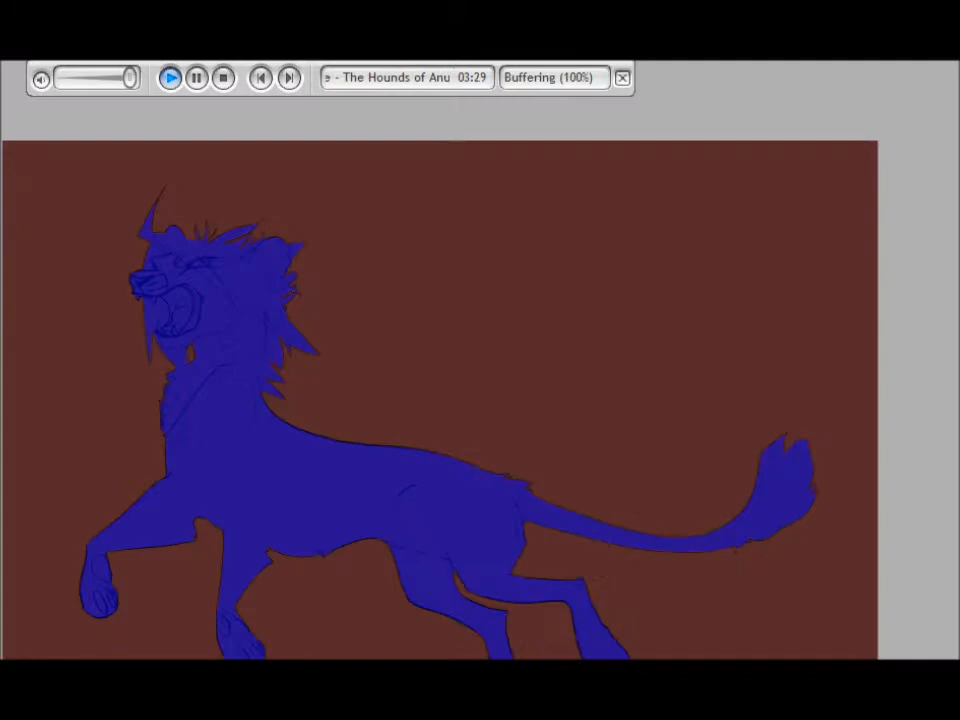 - The Hounds of Anu 03:29 Buffering (100%)